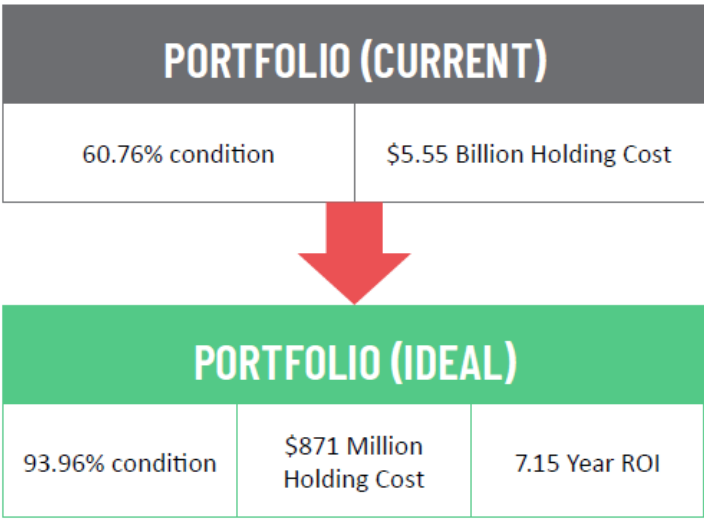 PORTFOLIO (CURRENT)
60.76% condition
$5.55 Billion Holding Cost
PORTFOLIO (IDEAL)
93.96% condition
$871 Million
Holding Cost
7.15 Year ROI